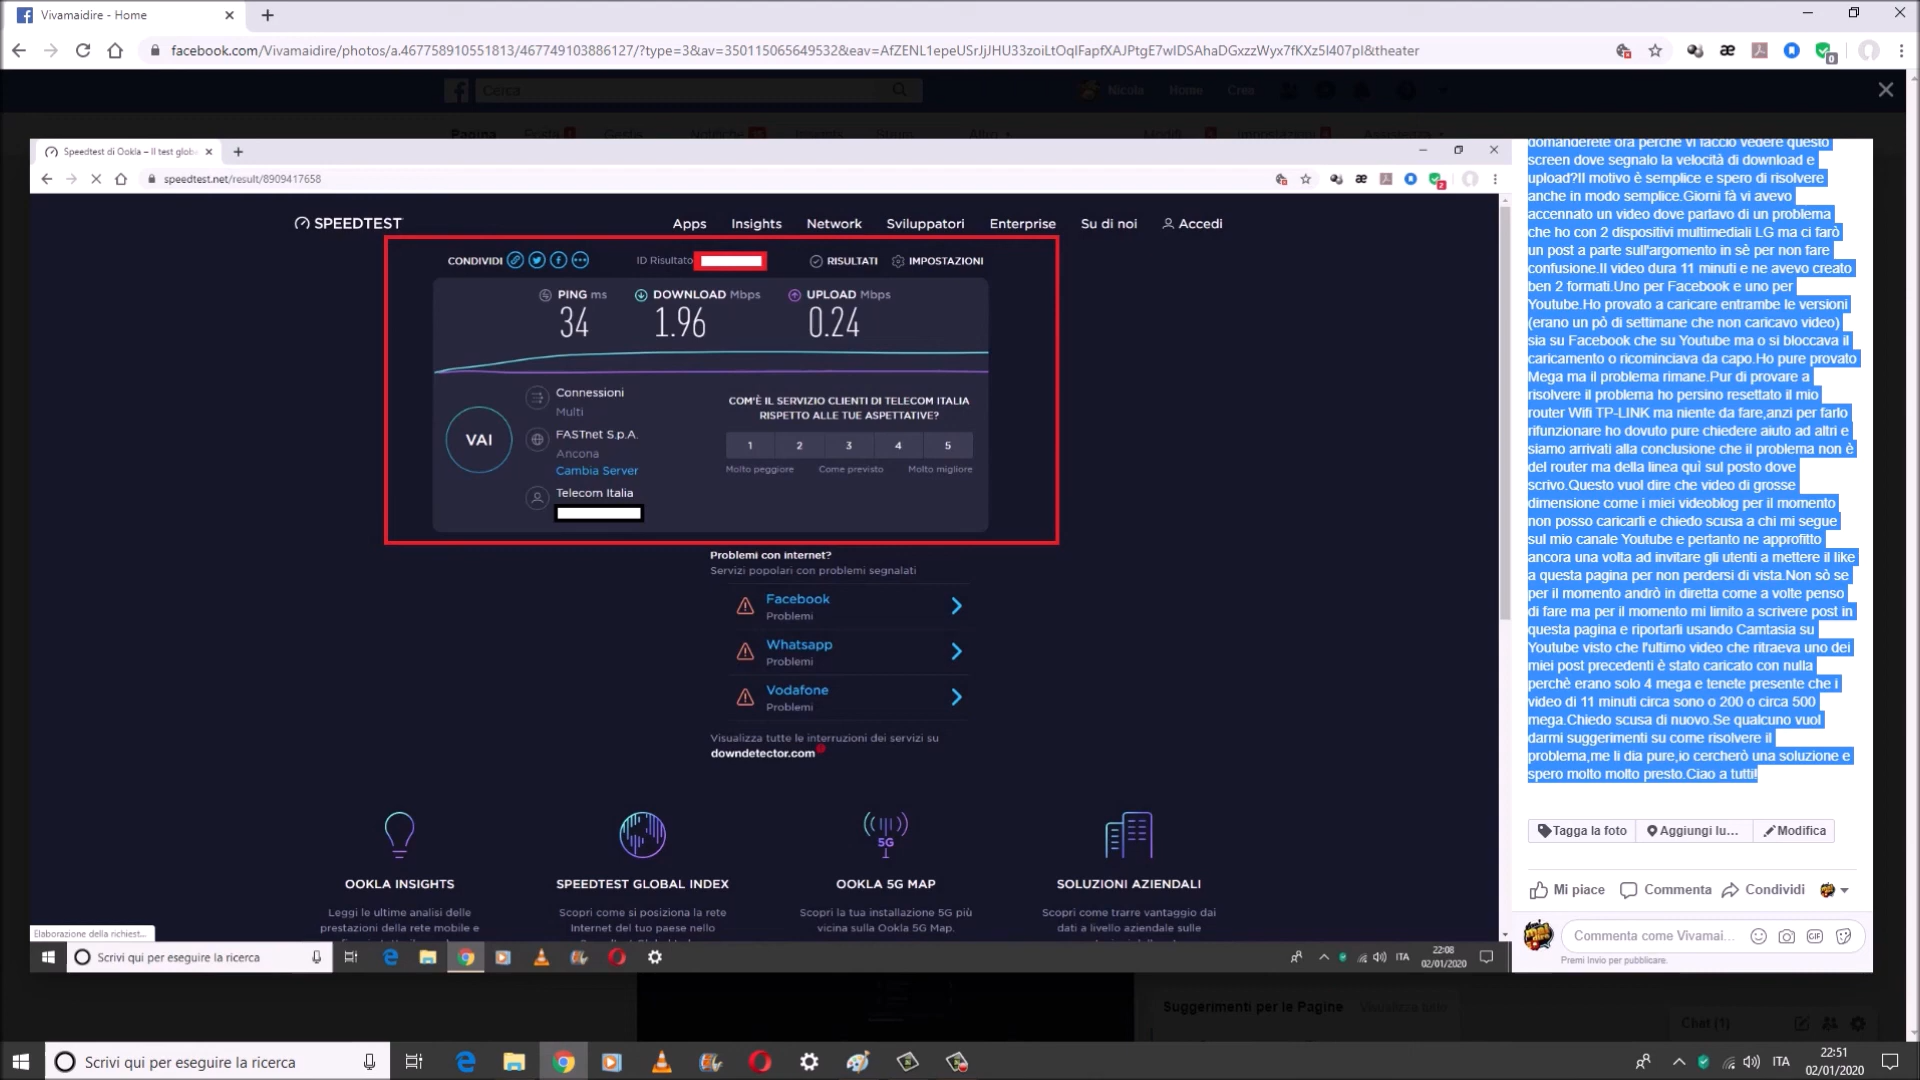 Vivamaidire - Home
facebook.com/Vivamaidire/photos/a.467758910551813/467749103886127/?type=3&av=350115065649532&eav=AfZENL1epeUSrJjJHU33zoiLtOqIFapfXAJPtgE7wIDSAhaDGxzzWyx7fKXz5I407pI&theater
Cerca
Nicola Home Crea
Speedtest di Ookla – Il test glob
speedtest.net/result/8909417658
SPEEDTEST
Apps Insights Network Sviluppatori Enterprise Su di noi Accedi
CONDIVIDI
ID Risultato
RISULTATI
IMPOSTAZIONI
PING ms
34
DOWNLOAD Mbps
1.96
UPLOAD Mbps
0.24
VAI
Connessioni
Multi
FASTnet S.p.A.
Ancona
Cambia Server
Telecom Italia
COM'È IL SERVIZIO CLIENTI DI TELECOM ITALIA
RISPETTO ALLE TUE ASPETTATIVE?
1 2 3 4 5
Molto peggiore Come previsto Molto migliore
Problemi con internet?
Servizi popolari con problemi segnalati
Facebook
Problemi
Whatsapp
Problemi
Vodafone
Problemi
Visualizza tutte le interruzioni dei servizi su
downdetector.com
OOKLA INSIGHTS
Leggi le ultime analisi delle
prestazioni della rete mobile e
SPEEDTEST GLOBAL INDEX
Scopri come si posiziona la rete
Internet del tuo paese nello
OOKLA 5G MAP
Scopri la tua installazione 5G più
vicina sulla Ookla 5G Map.
SOLUZIONI AZIENDALI
Scopri come trarre vantaggio dai
dati a livello aziendale sulle
5G
Elaborazione della richiest...
Scrivi qui per eseguire la ricerca
ITA
22:08
02/01/2020
domanderete ora perchè vi faccio vedere questo
screen dove segnalo la velocità di download e
upload?Il motivo è semplice e spero di risolvere
anche in modo semplice.Giorni fà vi avevo
accennato un video dove parlavo di un problema
che ho con 2 dispositivi multimediali LG ma ci farò
un post a parte sull'argomento in sè per non fare
confusione.Il video dura 11 minuti e ne avevo creato
ben 2 formati.Uno per Facebook e uno per
Youtube.Ho provato a caricare entrambe le versioni
(erano un pò di settimane che non caricavo video)
sia su Facebook che su Youtube ma o si bloccava il
caricamento o ricominciava da capo.Ho pure provato
Mega ma il problema rimane.Pur di provare a
risolvere il problema ho persino resettato il mio
router Wifi TP-LINK ma niente da fare,anzi per farlo
rifunzionare ho dovuto pure chiedere aiuto ad altri e
siamo arrivati alla conclusione che il problema non è
del router ma della linea quì sul posto dove
scrivo.Questo vuol dire che video di grosse
dimensione come i miei videoblog per il momento
non posso caricarli e chiedo scusa a chi mi segue
sul mio canale Youtube e pertanto ne approfitto
ancora una volta ad invitare gli utenti a mettere il like
a questa pagina per non perdersi di vista.Non sò se
per il momento andrò in diretta come a volte penso
di fare ma per il momento mi limito a scrivere post in
questa pagina e riportarli usando Camtasia su
Youtube visto che l'ultimo video che ritraeva uno dei
miei post precedenti è stato caricato con nulla
perchè erano solo 4 mega e tenete presente che i
video di 11 minuti circa sono o 200 o circa 500
mega.Chiedo scusa di nuovo.Se qualcuno vuol
darmi suggerimenti su come risolvere il
problema,me li dia pure,io cercherò una soluzione e
spero molto molto presto.Ciao a tutti!
Tagga la foto Aggiungi lu... Modifica
Mi piace Commenta Condividi
Commenta come Vivamai...
GIF
Premi Invio per pubblicare.
Suggerimenti per le Pagine
Chat (1)
Scrivi qui per eseguire la ricerca
ITA
22:51
02/01/2020